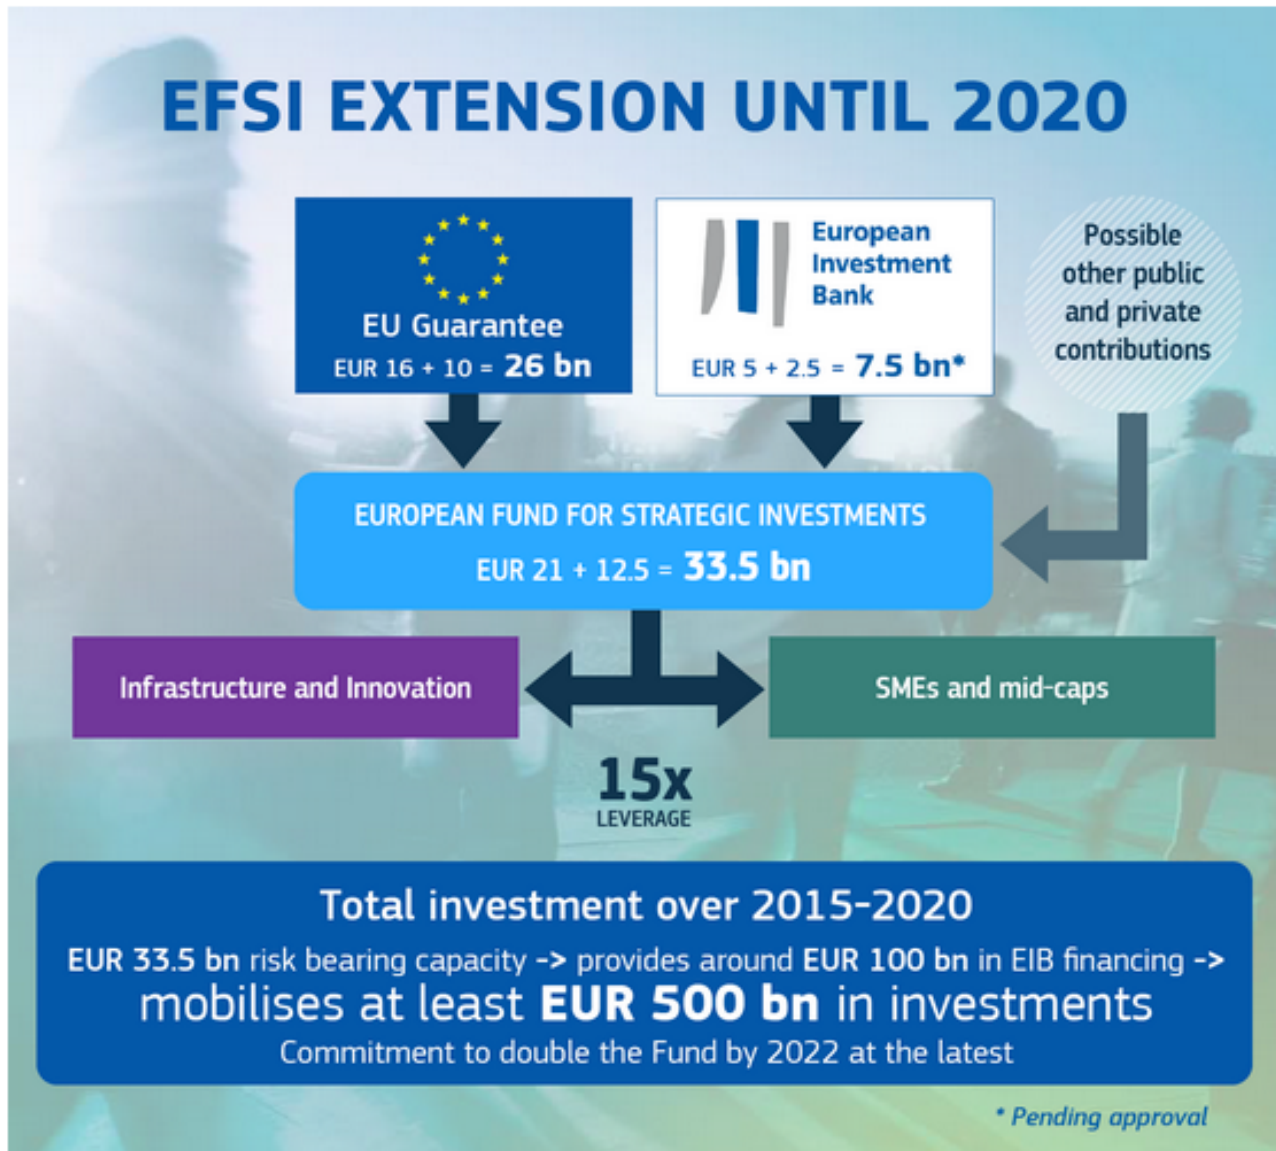 EFSI EXTENSION UNTIL 2020
EU Guarantee
EUR 16 + 10 = 26 bn
European
Investment
Bank
EUR 5 + 2.5 = 7.5 bn*
Possible
other public
and private
contributions
EUROPEAN FUND FOR STRATEGIC INVESTMENTS
EUR 21 + 12.5 = 33.5 bn
Infrastructure and Innovation
SMEs and mid-caps
15x
LEVERAGE
Total investment over 2015-2020
EUR 33.5 bn risk bearing capacity -> provides around EUR 100 bn in EIB financing ->
mobilises at least EUR 500 bn in investments
Commitment to double the Fund by 2022 at the latest
* Pending approval